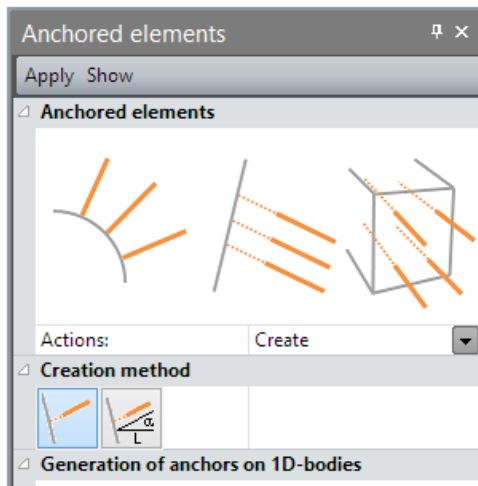 Anchored elements
Apply Show
Anchored elements
Actions: Create
Creation method
α
L
Generation of anchors on 1D-bodies